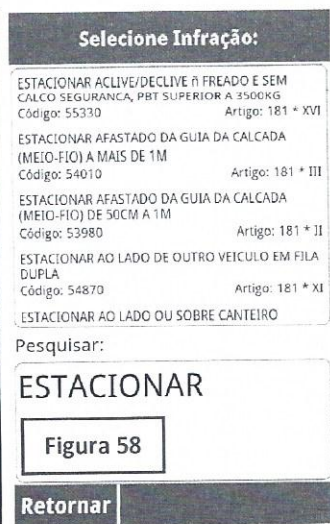 Selecione Infração:
ESTACIONAR ACLIVE/DECLIVE ñ FREADO E SEM
CALCO SEGURANCA, PBT SUPERIOR A 3500KG
Código: 55330 Artigo: 181 * XVI
ESTACIONAR AFASTADO DA GUIA DA CALCADA
(MEIO-FIO) A MAIS DE 1M
Código: 54010 Artigo: 181 * III
ESTACIONAR AFASTADO DA GUIA DA CALCADA
(MEIO-FIO) DE 50CM A 1M
Código: 53980 Artigo: 181 * II
ESTACIONAR AO LADO DE OUTRO VEICULO EM FILA
DUPLA
Código: 54870 Artigo: 181 * XI
ESTACIONAR AO LADO OU SOBRE CANTEIRO
Pesquisar:
ESTACIONAR
Figura 58
Retornar